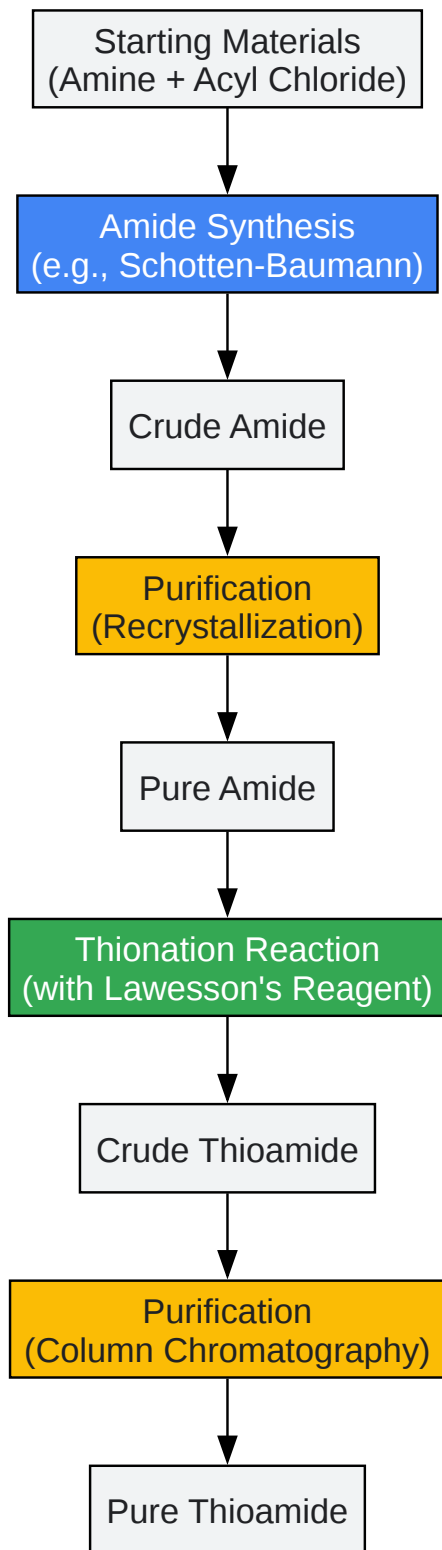 Starting Materials
(Amine + Acyl Chloride)
Amide Synthesis
(e.g., Schotten-Baumann)
Crude Amide
Purification
(Recrystallization)
Pure Amide
Thionation Reaction
(with Lawesson's Reagent)
Crude Thioamide
Purification
(Column Chromatography)
Pure Thioamide